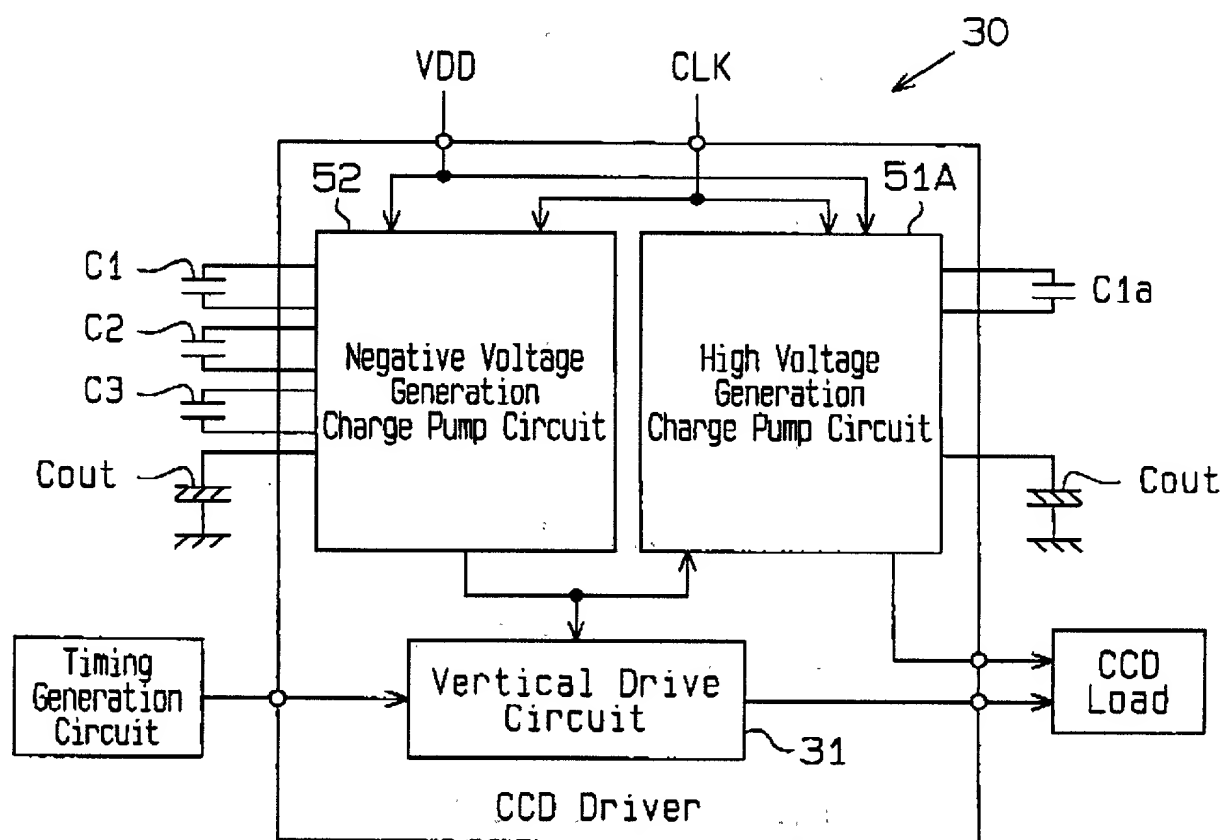 30
VDD
CLK
52
51A
C1
C2
C3
Cout
Negative Voltage
Generation
Charge Pump Circuit
High Voltage
Generation
Charge Pump Circuit
C1a
Cout
Timing
Generation
Circuit
Vertical Drive
Circuit
31
CCD
Load
CCD Driver